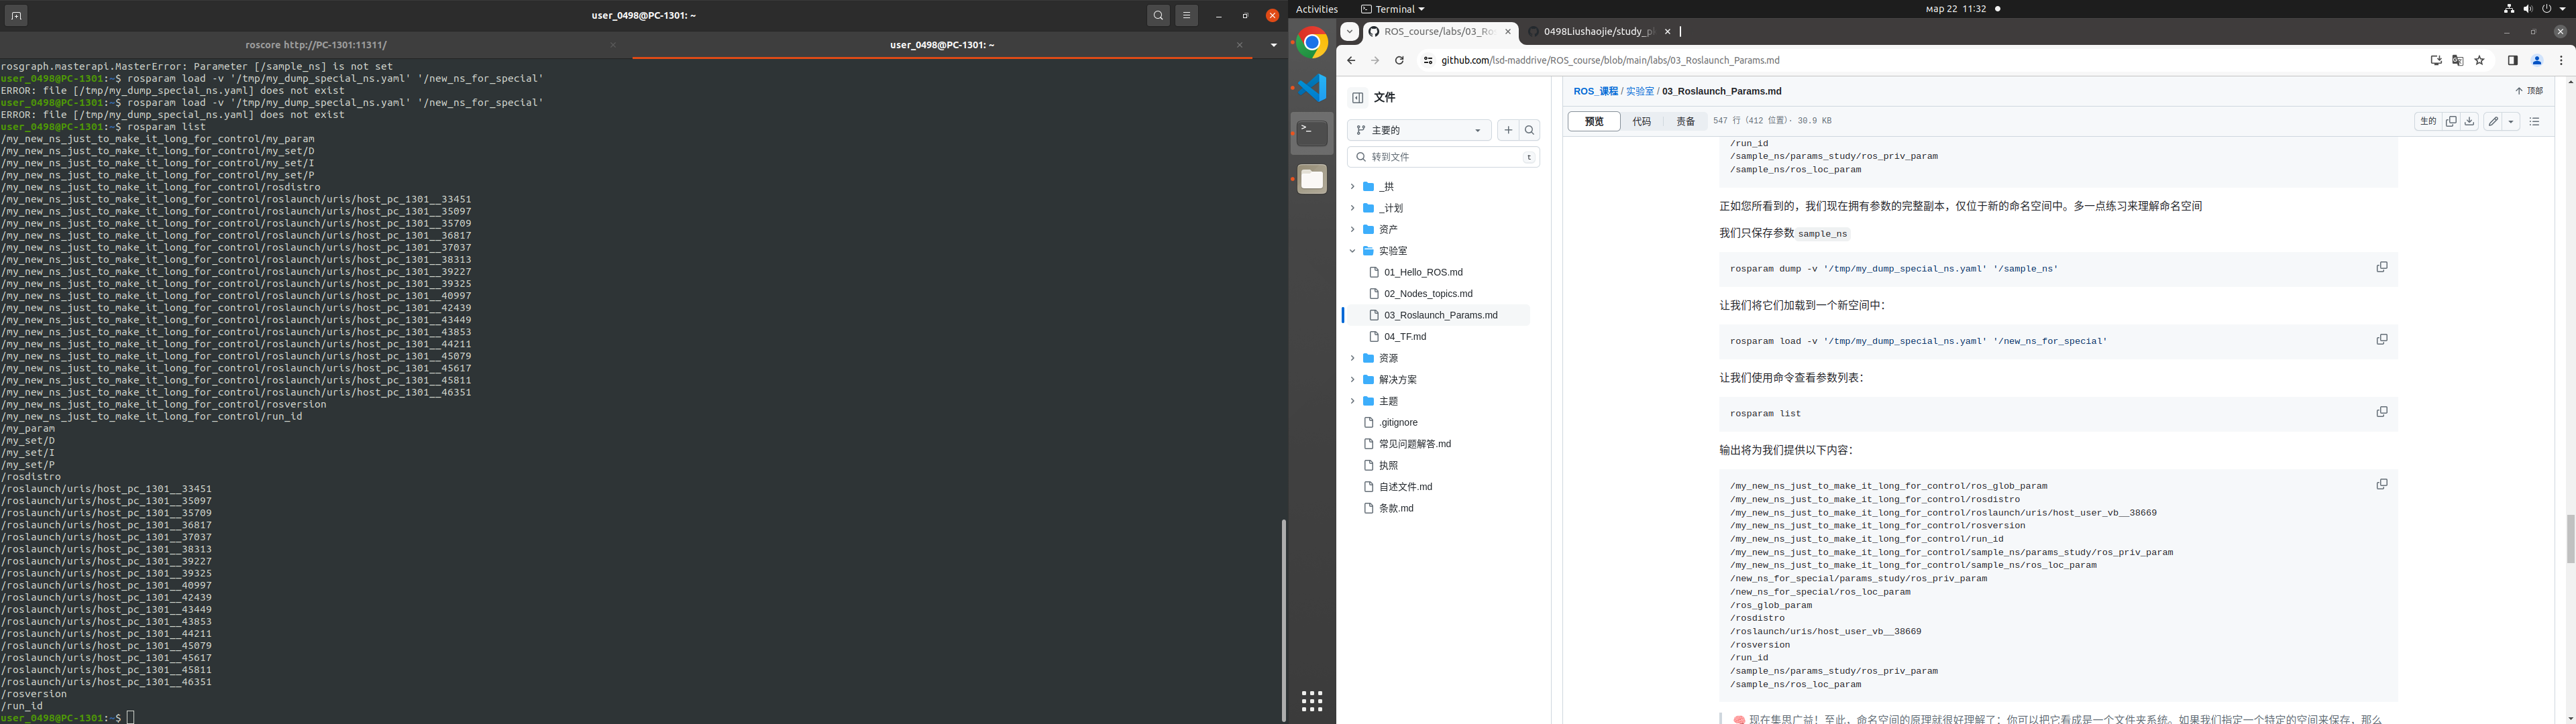 user_0498@PC-1301: ~
roscore http://PC-1301:11311/
user_0498@PC-1301: ~
rosgraph.masterapi.MasterError: Parameter [/sample_ns] is not set
user_0498@PC-1301:~$ rosparam load -v '/tmp/my_dump_special_ns.yaml' '/new_ns_for_special'
ERROR: file [/tmp/my_dump_special_ns.yaml] does not exist
user_0498@PC-1301:~$ rosparam load -v '/tmp/my_dump_special_ns.yaml' '/new_ns_for_special'
ERROR: file [/tmp/my_dump_special_ns.yaml] does not exist
user_0498@PC-1301:~$ rosparam list
/my_new_ns_just_to_make_it_long_for_control/my_param
/my_new_ns_just_to_make_it_long_for_control/my_set/D
/my_new_ns_just_to_make_it_long_for_control/my_set/I
/my_new_ns_just_to_make_it_long_for_control/my_set/P
/my_new_ns_just_to_make_it_long_for_control/rosdistro
/my_new_ns_just_to_make_it_long_for_control/roslaunch/uris/host_pc_1301__33451
/my_new_ns_just_to_make_it_long_for_control/roslaunch/uris/host_pc_1301__35097
/my_new_ns_just_to_make_it_long_for_control/roslaunch/uris/host_pc_1301__35709
/my_new_ns_just_to_make_it_long_for_control/roslaunch/uris/host_pc_1301__36817
/my_new_ns_just_to_make_it_long_for_control/roslaunch/uris/host_pc_1301__37037
/my_new_ns_just_to_make_it_long_for_control/roslaunch/uris/host_pc_1301__38313
/my_new_ns_just_to_make_it_long_for_control/roslaunch/uris/host_pc_1301__39227
/my_new_ns_just_to_make_it_long_for_control/roslaunch/uris/host_pc_1301__39325
/my_new_ns_just_to_make_it_long_for_control/roslaunch/uris/host_pc_1301__40997
/my_new_ns_just_to_make_it_long_for_control/roslaunch/uris/host_pc_1301__42439
/my_new_ns_just_to_make_it_long_for_control/roslaunch/uris/host_pc_1301__43449
/my_new_ns_just_to_make_it_long_for_control/roslaunch/uris/host_pc_1301__43853
/my_new_ns_just_to_make_it_long_for_control/roslaunch/uris/host_pc_1301__44211
/my_new_ns_just_to_make_it_long_for_control/roslaunch/uris/host_pc_1301__45079
/my_new_ns_just_to_make_it_long_for_control/roslaunch/uris/host_pc_1301__45617
/my_new_ns_just_to_make_it_long_for_control/roslaunch/uris/host_pc_1301__45811
/my_new_ns_just_to_make_it_long_for_control/roslaunch/uris/host_pc_1301__46351
/my_new_ns_just_to_make_it_long_for_control/rosversion
/my_new_ns_just_to_make_it_long_for_control/run_id
/my_param
/my_set/D
/my_set/I
/my_set/P
/rosdistro
/roslaunch/uris/host_pc_1301__33451
/roslaunch/uris/host_pc_1301__35097
/roslaunch/uris/host_pc_1301__35709
/roslaunch/uris/host_pc_1301__36817
/roslaunch/uris/host_pc_1301__37037
/roslaunch/uris/host_pc_1301__38313
/roslaunch/uris/host_pc_1301__39227
/roslaunch/uris/host_pc_1301__39325
/roslaunch/uris/host_pc_1301__40997
/roslaunch/uris/host_pc_1301__42439
/roslaunch/uris/host_pc_1301__43449
/roslaunch/uris/host_pc_1301__43853
/roslaunch/uris/host_pc_1301__44211
/roslaunch/uris/host_pc_1301__45079
/roslaunch/uris/host_pc_1301__45617
/roslaunch/uris/host_pc_1301__45811
/roslaunch/uris/host_pc_1301__46351
/rosversion
/run_id
user_0498@PC-1301:~$
Activities Terminal мар 22 11:32
ROS_course/labs/03_Ro 0498Liushaojie/study_p
github.com/lsd-maddrive/ROS_course/blob/main/labs/03_Roslaunch_Params.md
文件
主要的
转到文件 t
_拱
_计划
资产
实验室
01_Hello_ROS.md
02_Nodes_topics.md
03_Roslaunch_Params.md
04_TF.md
资源
解决方案
主题
.gitignore
常见问题解答.md
执照
自述文件.md
条款.md
ROS_课程 / 实验室 / 03_Roslaunch_Params.md 顶部
预览 代码 责备 547 行 (412 位置) · 30.9 KB 生的
/run_id
/sample_ns/params_study/ros_priv_param
/sample_ns/ros_loc_param
正如您所看到的，我们现在拥有参数的完整副本，仅位于新的命名空间中。多一点练习来理解命名空间
我们只保存参数 sample_ns
rosparam dump -v '/tmp/my_dump_special_ns.yaml' '/sample_ns'
让我们将它们加载到一个新空间中：
rosparam load -v '/tmp/my_dump_special_ns.yaml' '/new_ns_for_special'
让我们使用命令查看参数列表：
rosparam list
输出将为我们提供以下内容：
/my_new_ns_just_to_make_it_long_for_control/ros_glob_param
/my_new_ns_just_to_make_it_long_for_control/rosdistro
/my_new_ns_just_to_make_it_long_for_control/roslaunch/uris/host_user_vb__38669
/my_new_ns_just_to_make_it_long_for_control/rosversion
/my_new_ns_just_to_make_it_long_for_control/run_id
/my_new_ns_just_to_make_it_long_for_control/sample_ns/params_study/ros_priv_param
/my_new_ns_just_to_make_it_long_for_control/sample_ns/ros_loc_param
/new_ns_for_special/params_study/ros_priv_param
/new_ns_for_special/ros_loc_param
/ros_glob_param
/rosdistro
/roslaunch/uris/host_user_vb__38669
/rosversion
/run_id
/sample_ns/params_study/ros_priv_param
/sample_ns/ros_loc_param
现在集思广益！至此，命名空间的原理就很好理解了：你可以把它看成是一个文件夹系统。如果我们指定一个特定的空间来保存，那么